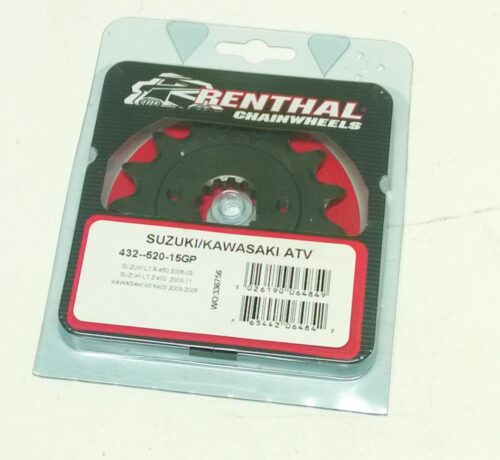 RENTHAL
CHAINWHEELS
SUZUKI/KAWASAKI ATV
432--520-15GP
SUZUKI LT-R 450 2006-09
SUZUKI LT-Z 400 2003-11
KAWASAKI KFX400 2003-2005
WO336756
5 026190 064849
7 65442 06484 2